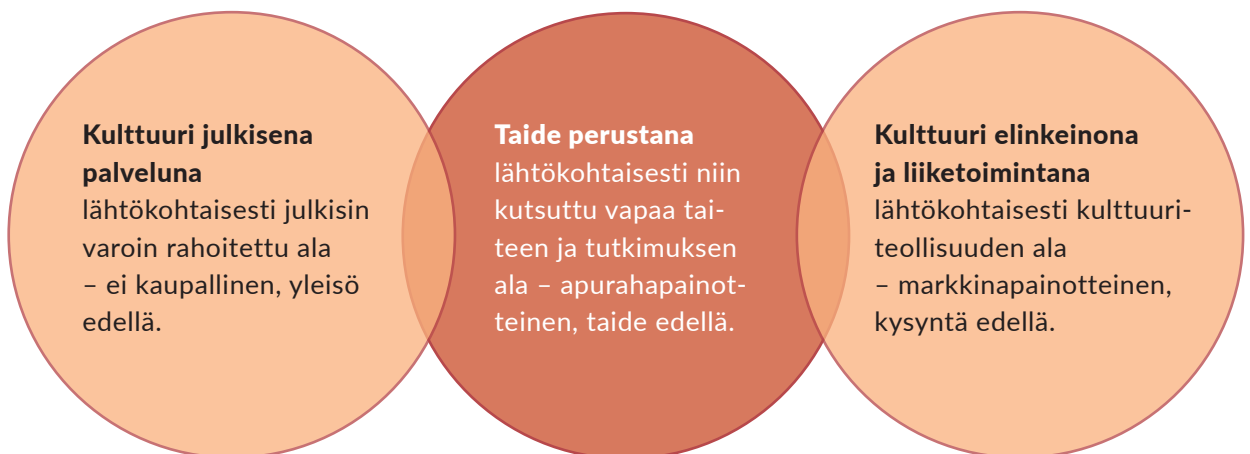 Kulttuuri julkisena
palveluna
lähtökohtaisesti julkisin
varoin rahoitettu ala
– ei kaupallinen, yleisö
edellä.
Taide perustana
lähtökohtaisesti niin
kutsuttu vapaa tai-
teen ja tutkimuksen
ala – apurahapainot-
teinen, taide edellä.
Kulttuuri elinkeinona
ja liiketoimintana
lähtökohtaisesti kulttuuri-
teollisuuden ala
– markkinapainotteinen,
kysyntä edellä.